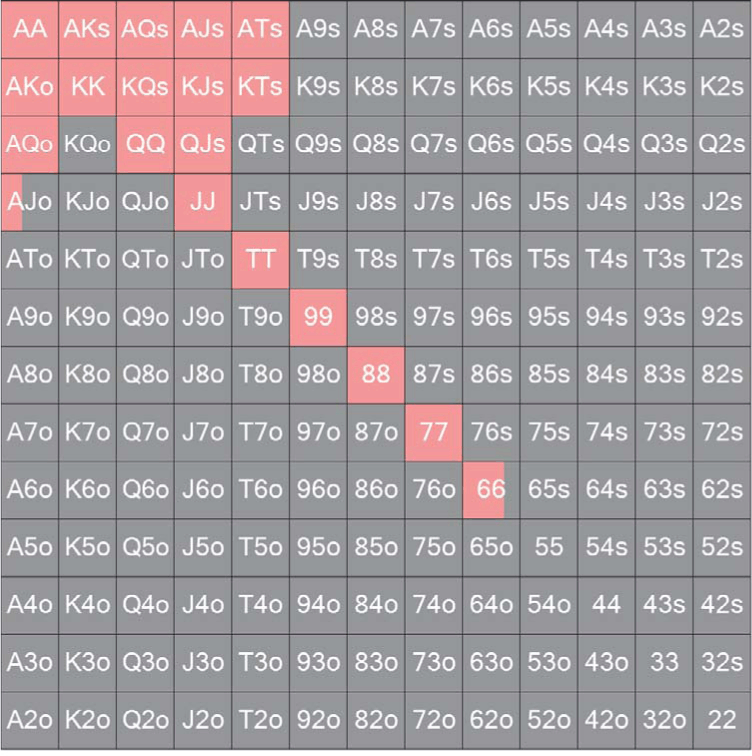 AA AKs AQs AJs ATs A9s A8s A7s A6s A5s A4s A3s A2s
AKo KK KQs KJs KTs K9s K8s K7s K6s K5s K4s K3s K2s
AQo KQo QQ QJs QTs Q9s Q8s Q7s Q6s Q5s Q4s Q3s Q2s
AJo KJo QJo JJ JTs J9s J8s J7s J6s J5s J4s J3s J2s
ATo KTo QTo JTo TT T9s T8s T7s T6s T5s T4s T3s T2s
A9o K9o Q9o J9o T9o 99 98s 97s 96s 95s 94s 93s 92s
A8o K8o Q8o J8o T8o 98o 88 87s 86s 85s 84s 83s 82s
A7o K7o Q7o J7o T7o 97o 87o 77 76s 75s 74s 73s 72s
A6o K6o Q6o J6o T6o 96o 86o 76o 66 65s 64s 63s 62s
A5o K5o Q5o J5o T5o 95o 85o 75o 65o 55 54s 53s 52s
A4o K4o Q4o J4o T4o 94o 84o 74o 64o 54o 44 43s 42s
A3o K3o Q3o J3o T3o 93o 83o 73o 63o 53o 43o 33 32s
A2o K2o Q2o J2o T2o 92o 82o 72o 62o 52o 42o 32o 22